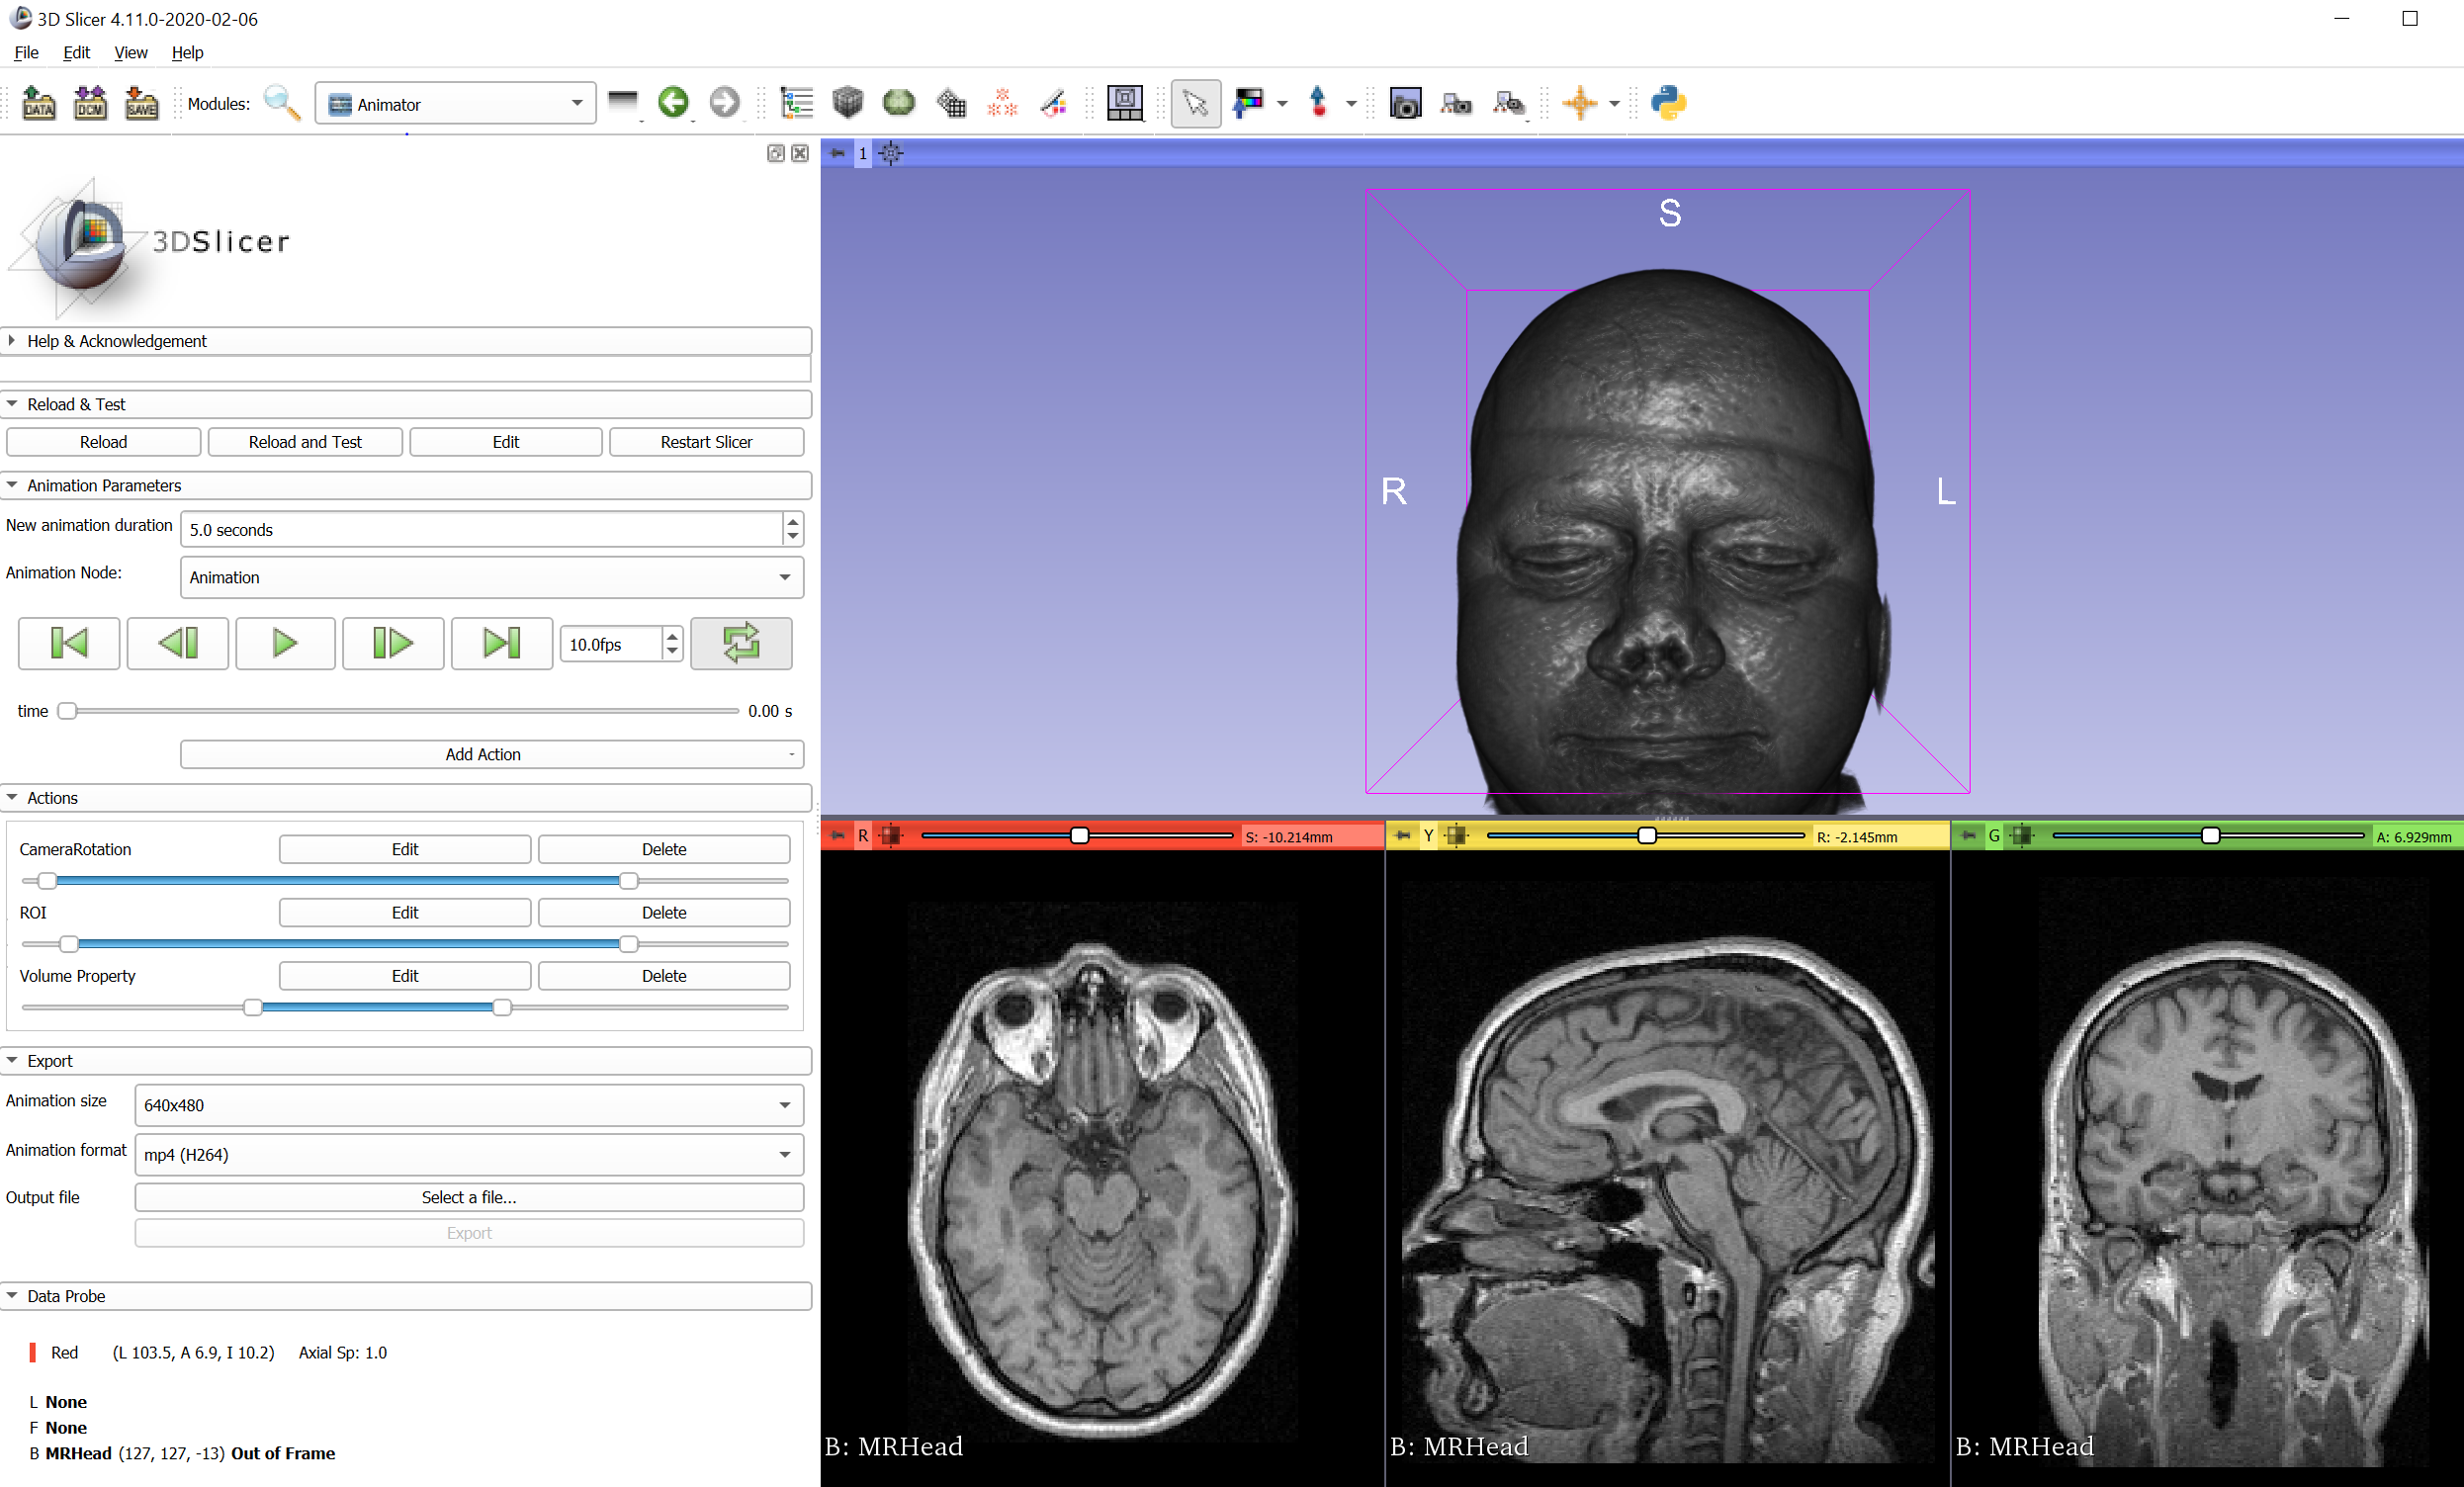 3D Slicer 4.11.0-2020-02-06
File Edit View Help
DATA DCM SAVE Modules: Animator
1
3DSlicer
S
R L
Help & Acknowledgement
Reload & Test
Reload Reload and Test Edit Restart Slicer
Animation Parameters
New animation duration 5.0 seconds
Animation Node: Animation
10.0fps
time 0.00 s
Add Action
Actions
R S: -10.214mm Y R: -2.145mm G A: 6.929mm
CameraRotation Edit Delete
ROI Edit Delete
Volume Property Edit Delete
Export
Animation size 640x480
Animation format mp4 (H264)
Output file Select a file...
Export
Data Probe
Red (L 103.5, A 6.9, I 10.2) Axial Sp: 1.0
L None
F None
B MRHead (127, 127, -13) Out of Frame
B: MRHead B: MRHead B: MRHead